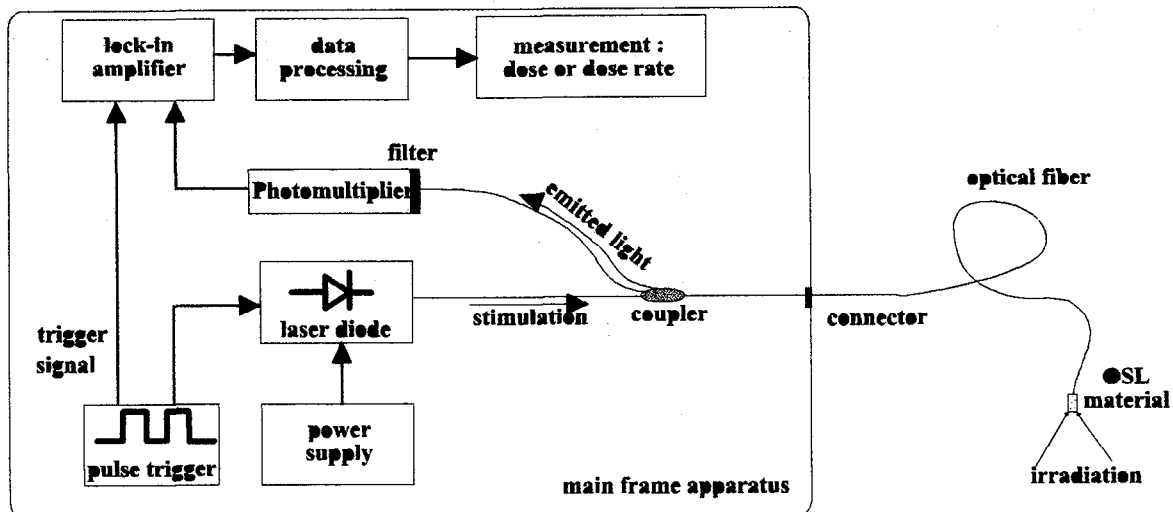 lock-in
amplifier
data
processing
measurement :
dose or dose rate
filter
Photomultiplier
emitted light
optical fiber
laser diode
stimulation
coupler
connector
trigger
signal
OSL
material
pulse trigger
power
supply
irradiation
main frame apparatus